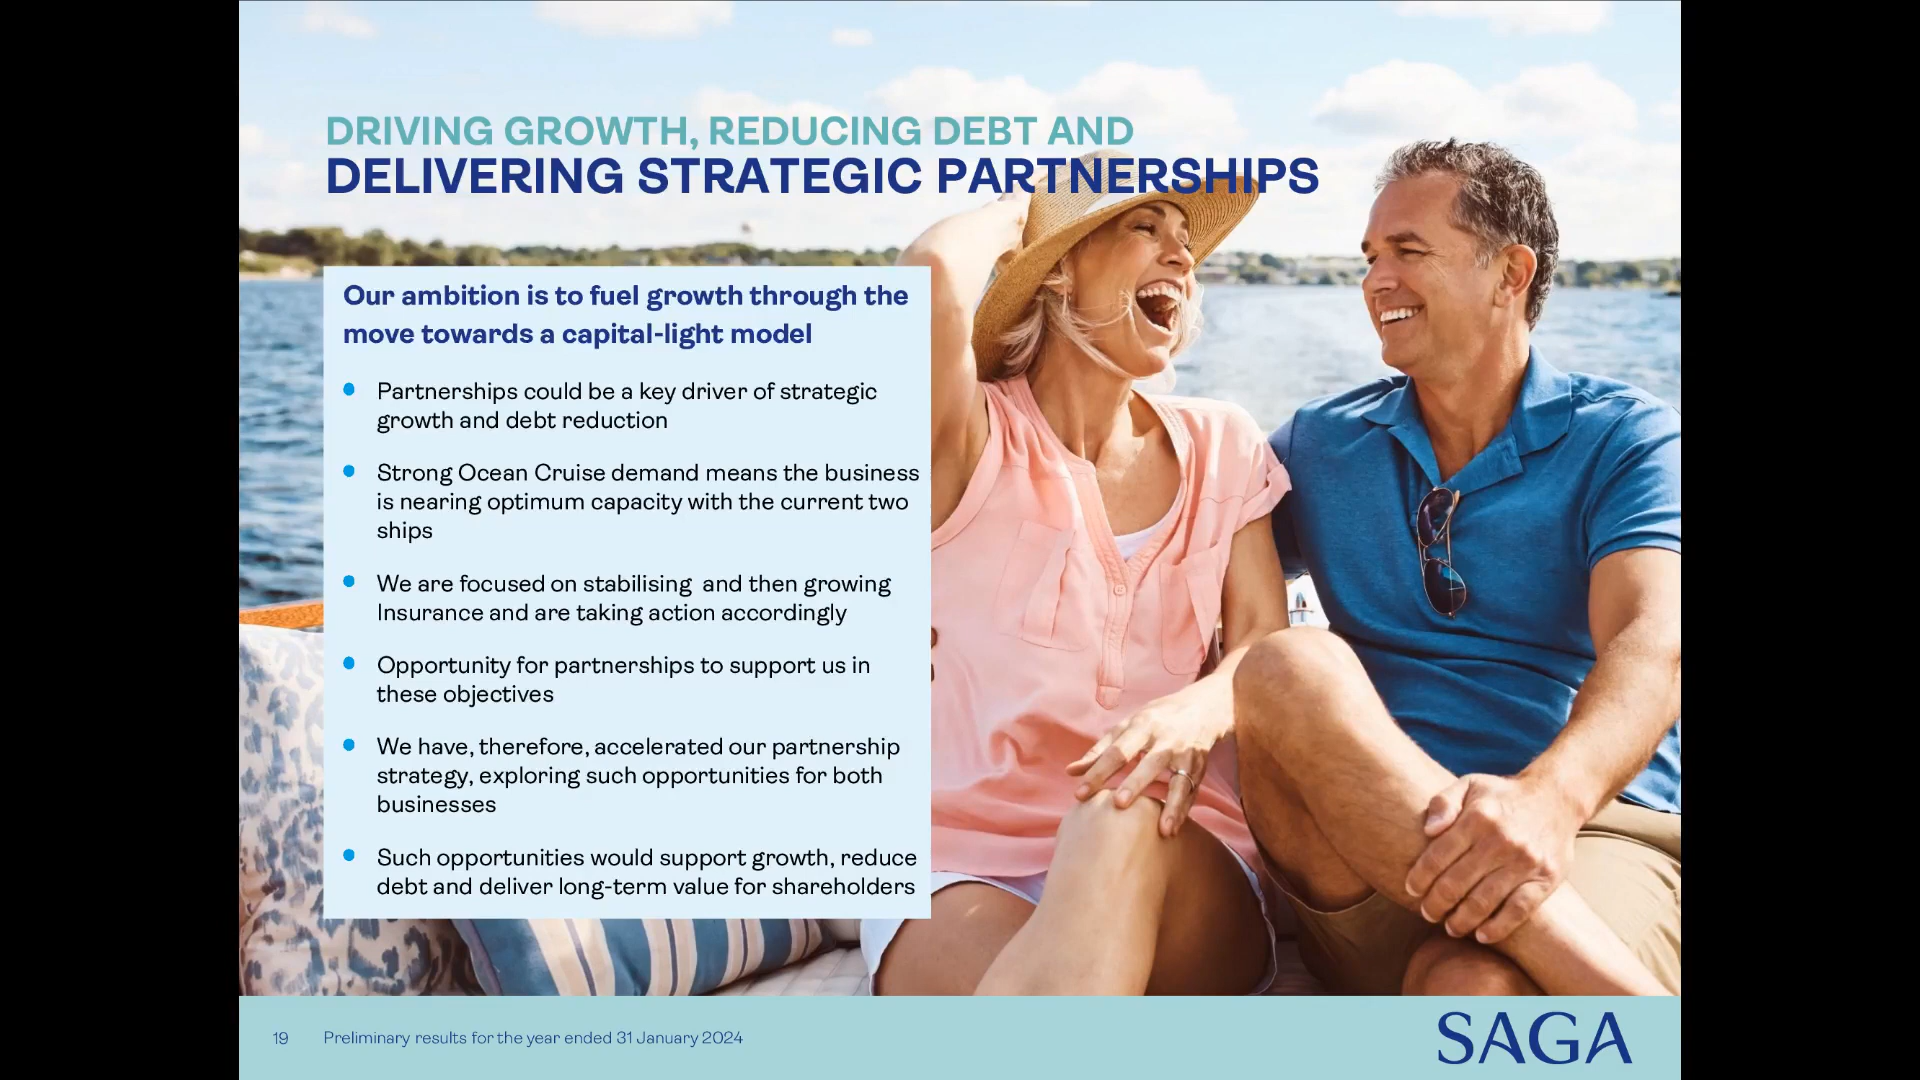 DRIVING GROWTH, REDUCING DEBT AND
DELIVERING STRATEGIC PARTNERSHIPS
Our ambition is to fuel growth through the
move towards a capital-light model
Partnerships could be a key driver of strategic
growth and debt reduction
Strong Ocean Cruise demand means the business
is nearing optimum capacity with the current two
ships
We are focused on stabilising and then growing
Insurance and are taking action accordingly
Opportunity for partnerships to support us in
these objectives
We have, therefore, accelerated our partnership
strategy, exploring such opportunities for both
businesses
Such opportunities would support growth, reduce
debt and deliver long-term value for shareholders
19 Preliminary results for the year ended 31 January 2024
SAGA